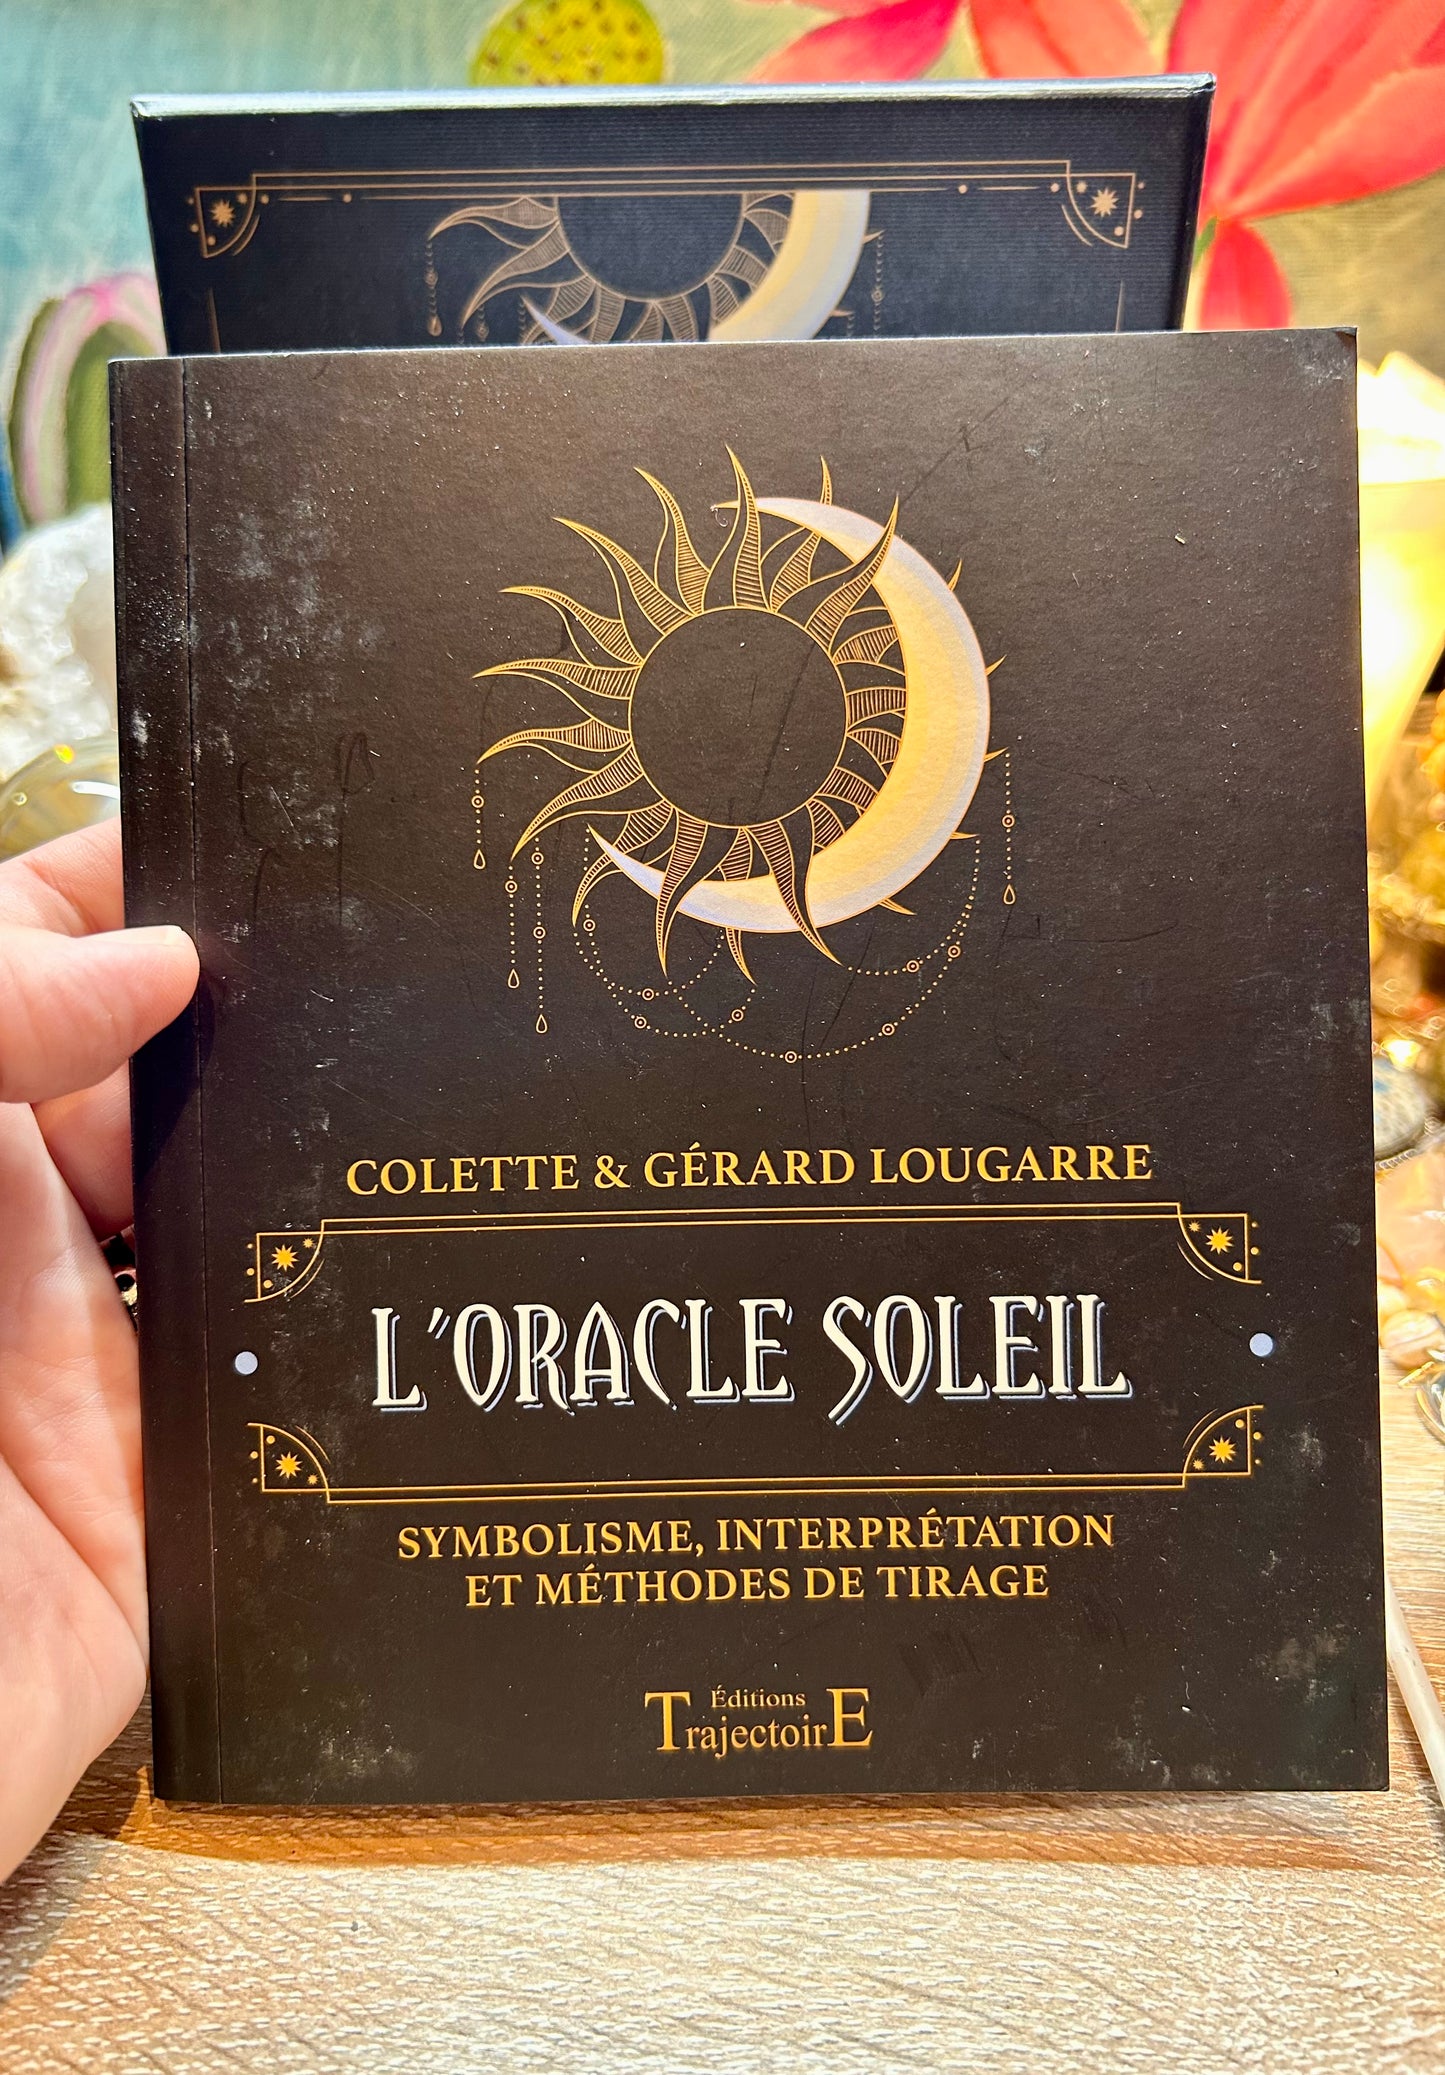 COLETTE & GÉRARD LOUGARRE
L'ORACLE SOLEIL
SYMBOLISME, INTERPRÉTATION
ET MÉTHODES DE TIRAGE
Éditions
TrajectoirE